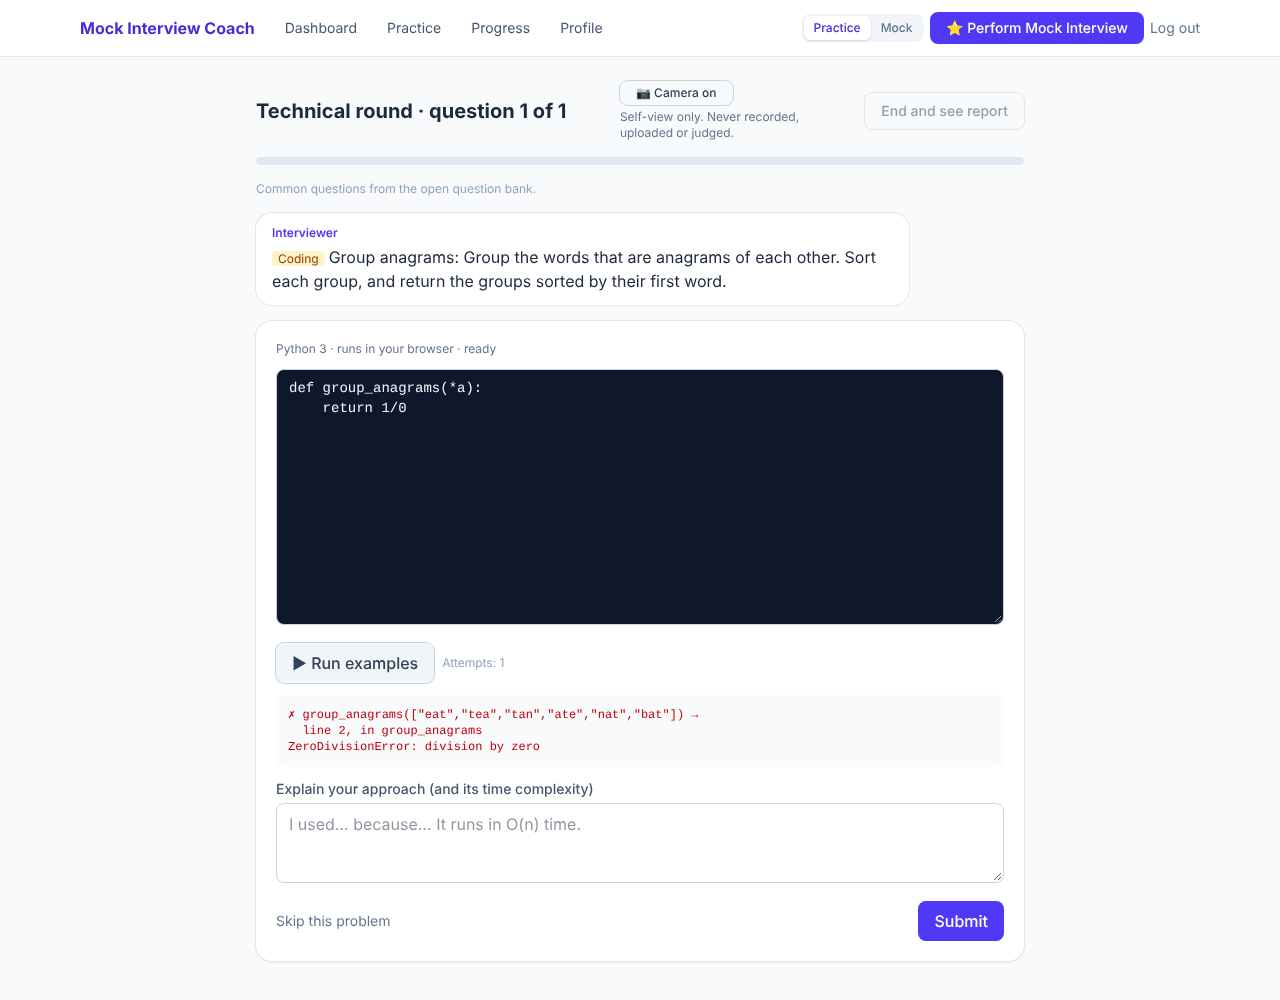 Mock Interview Coach Dashboard Practice Progress Profile Practice Mock ⭐ Perform Mock Interview Log out
Technical round · question 1 of 1
📷 Camera on
Self-view only. Never recorded,
uploaded or judged.
End and see report
Common questions from the open question bank.
Interviewer
Coding Group anagrams: Group the words that are anagrams of each other. Sort
each group, and return the groups sorted by their first word.
Python 3 · runs in your browser · ready
def group_anagrams(*a):
    return 1/0
▶ Run examples Attempts: 1
✗ group_anagrams(["eat","tea","tan","ate","nat","bat"]) →
  line 2, in group_anagrams
ZeroDivisionError: division by zero
Explain your approach (and its time complexity)
I used... because... It runs in O(n) time.
Skip this problem Submit